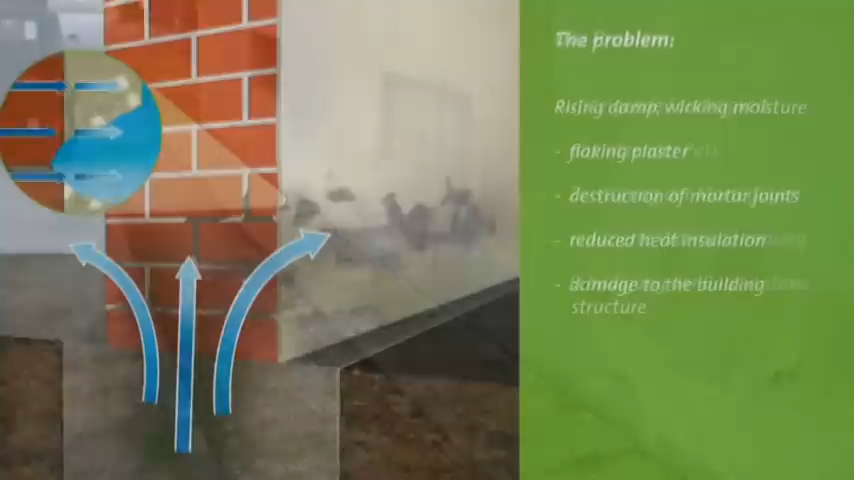 The problem:
Rising damp, wicking moisture
- flaking plaster
- destruction of mortar joints
- reduced heat insulation
- damage to the building
structure